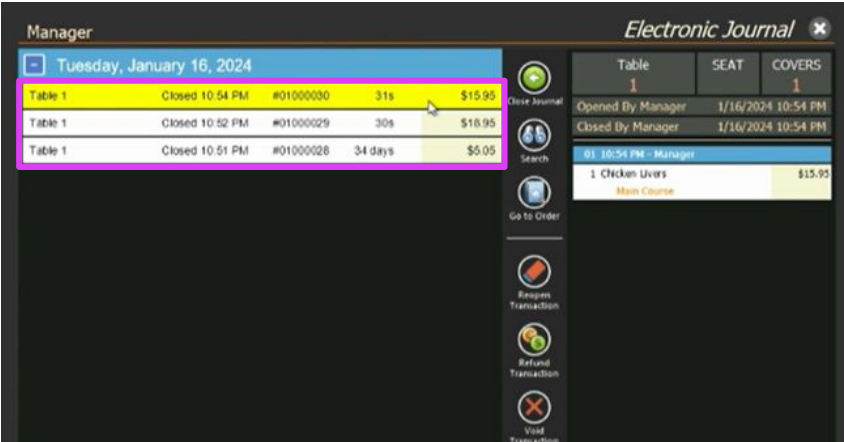 Manager
Electronic Journal
Tuesday, January 16, 2024
Table 1 Closed 10:54 PM #01000030 31s $15.95
Table 1 Closed 10:52 PM #01000029 30s $18.95
Table 1 Closed 10:51 PM #01000028 34 days $5.05
Close Journal
Search
Go to Order
Reopen
Transaction
Refund
Transaction
Void
Transaction
Table SEAT COVERS
1 1
Opened By Manager 1/16/2024 10:54 PM
Closed By Manager 1/16/2024 10:54 PM
01 10:54 PM - Manager
1 Chicken Livers $15.95
Main Course